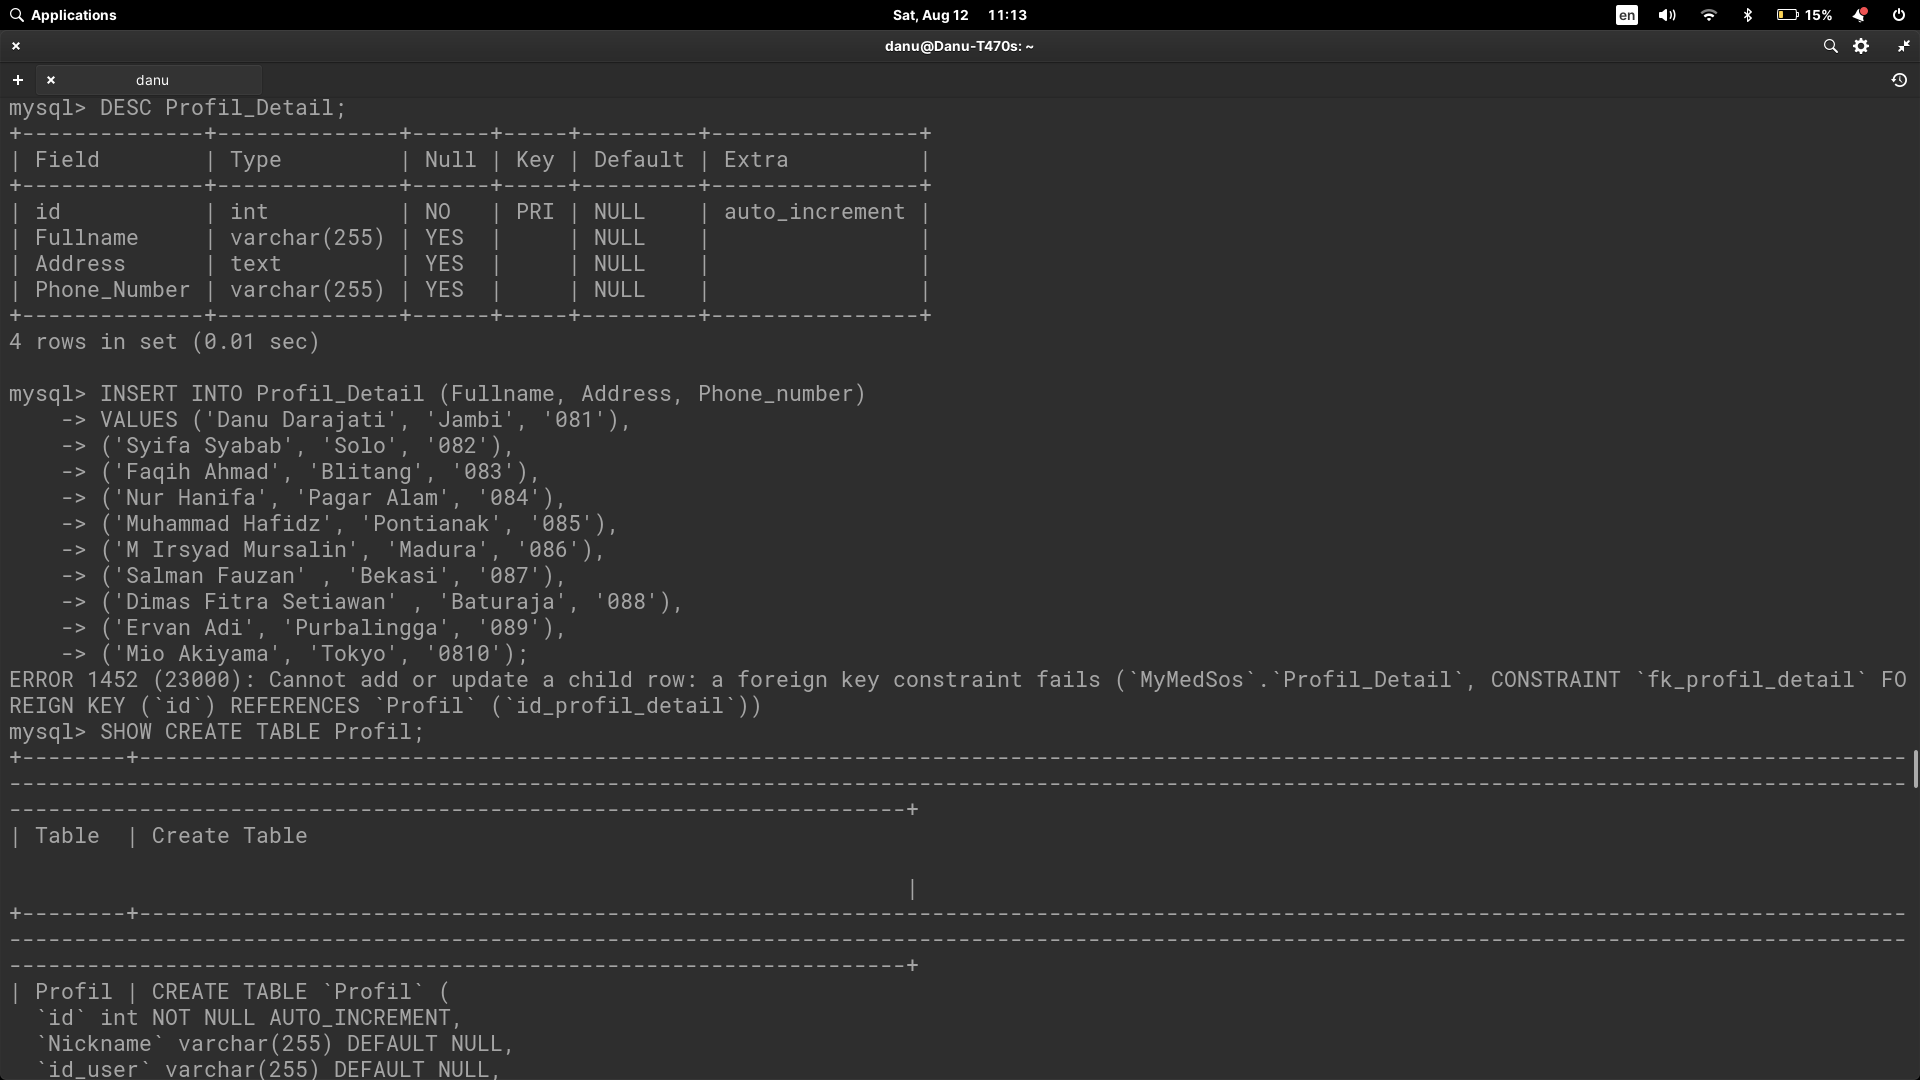 Applications
Sat, Aug 12 11:13
en
15%
danu@Danu-T470s: ~
danu
mysql> DESC Profil_Detail;
+--------------+--------------+------+-----+---------+----------------+
| Field        | Type         | Null | Key | Default | Extra          |
+--------------+--------------+------+-----+---------+----------------+
| id           | int          | NO   | PRI | NULL    | auto_increment |
| Fullname     | varchar(255) | YES  |     | NULL    |                |
| Address      | text         | YES  |     | NULL    |                |
| Phone_Number | varchar(255) | YES  |     | NULL    |                |
+--------------+--------------+------+-----+---------+----------------+
4 rows in set (0.01 sec)
mysql> INSERT INTO Profil_Detail (Fullname, Address, Phone_number)
    -> VALUES ('Danu Darajati', 'Jambi', '081'),
    -> ('Syifa Syabab', 'Solo', '082'),
    -> ('Faqih Ahmad', 'Blitang', '083'),
    -> ('Nur Hanifa', 'Pagar Alam', '084'),
    -> ('Muhammad Hafidz', 'Pontianak', '085'),
    -> ('M Irsyad Mursalin', 'Madura', '086'),
    -> ('Salman Fauzan' , 'Bekasi', '087'),
    -> ('Dimas Fitra Setiawan' , 'Baturaja', '088'),
    -> ('Ervan Adi', 'Purbalingga', '089'),
    -> ('Mio Akiyama', 'Tokyo', '0810');
ERROR 1452 (23000): Cannot add or update a child row: a foreign key constraint fails (`MyMedSos`.`Profil_Detail`, CONSTRAINT `fk_profil_detail` FO
REIGN KEY (`id`) REFERENCES `Profil` (`id_profil_detail`))
mysql> SHOW CREATE TABLE Profil;
| Table  | Create Table
|
| Profil | CREATE TABLE `Profil` (
  `id` int NOT NULL AUTO_INCREMENT,
  `Nickname` varchar(255) DEFAULT NULL,
  `id_user` varchar(255) DEFAULT NULL,